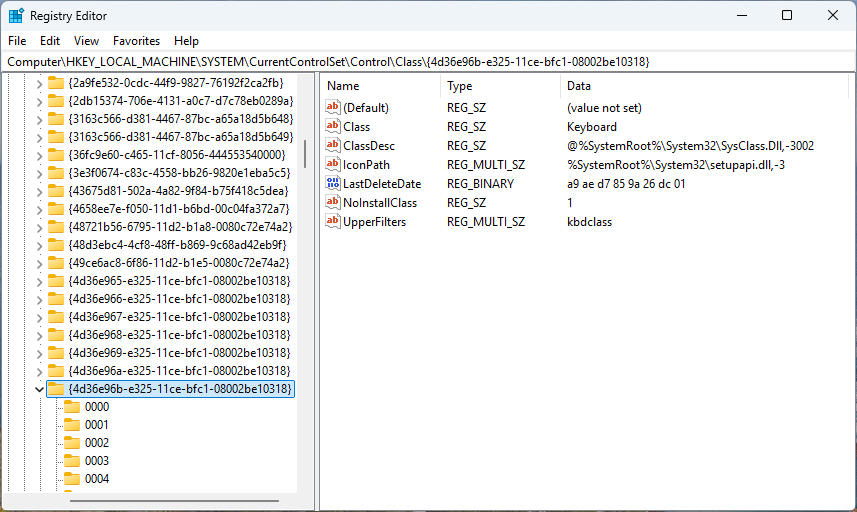 Registry Editor
File Edit View Favorites Help
Computer\HKEY_LOCAL_MACHINE\SYSTEM\CurrentControlSet\Control\Class\{4d36e96b-e325-11ce-bfc1-08002be10318}
{2a9fe532-0cdc-44f9-9827-76192f2ca2fb}
{2db15374-706e-4131-a0c7-d7c78eb0289a}
{3163c566-d381-4467-87bc-a65a18d5b648}
{3163c566-d381-4467-87bc-a65a18d5b649}
{36fc9e60-c465-11cf-8056-444553540000}
{3e3f0674-c83c-4558-bb26-9820e1eba5c5}
{43675d81-502a-4a82-9f84-b75f418c5dea}
{4658ee7e-f050-11d1-b6bd-00c04fa372a7}
{48721b56-6795-11d2-b1a8-0080c72e74a2}
{48d3ebc4-4cf8-48ff-b869-9c68ad42eb9f}
{49ce6ac8-6f86-11d2-b1e5-0080c72e74a2}
{4d36e965-e325-11ce-bfc1-08002be10318}
{4d36e966-e325-11ce-bfc1-08002be10318}
{4d36e967-e325-11ce-bfc1-08002be10318}
{4d36e968-e325-11ce-bfc1-08002be10318}
{4d36e969-e325-11ce-bfc1-08002be10318}
{4d36e96a-e325-11ce-bfc1-08002be10318}
{4d36e96b-e325-11ce-bfc1-08002be10318}
0000
0001
0002
0003
0004
Name Type Data
(Default) REG_SZ (value not set)
Class REG_SZ Keyboard
ClassDesc REG_SZ @%SystemRoot%\System32\SysClass.Dll,-3002
IconPath REG_MULTI_SZ %SystemRoot%\System32\setupapi.dll,-3
LastDeleteDate REG_BINARY a9 ae d7 85 9a 26 dc 01
NoInstallClass REG_SZ 1
UpperFilters REG_MULTI_SZ kbdclass